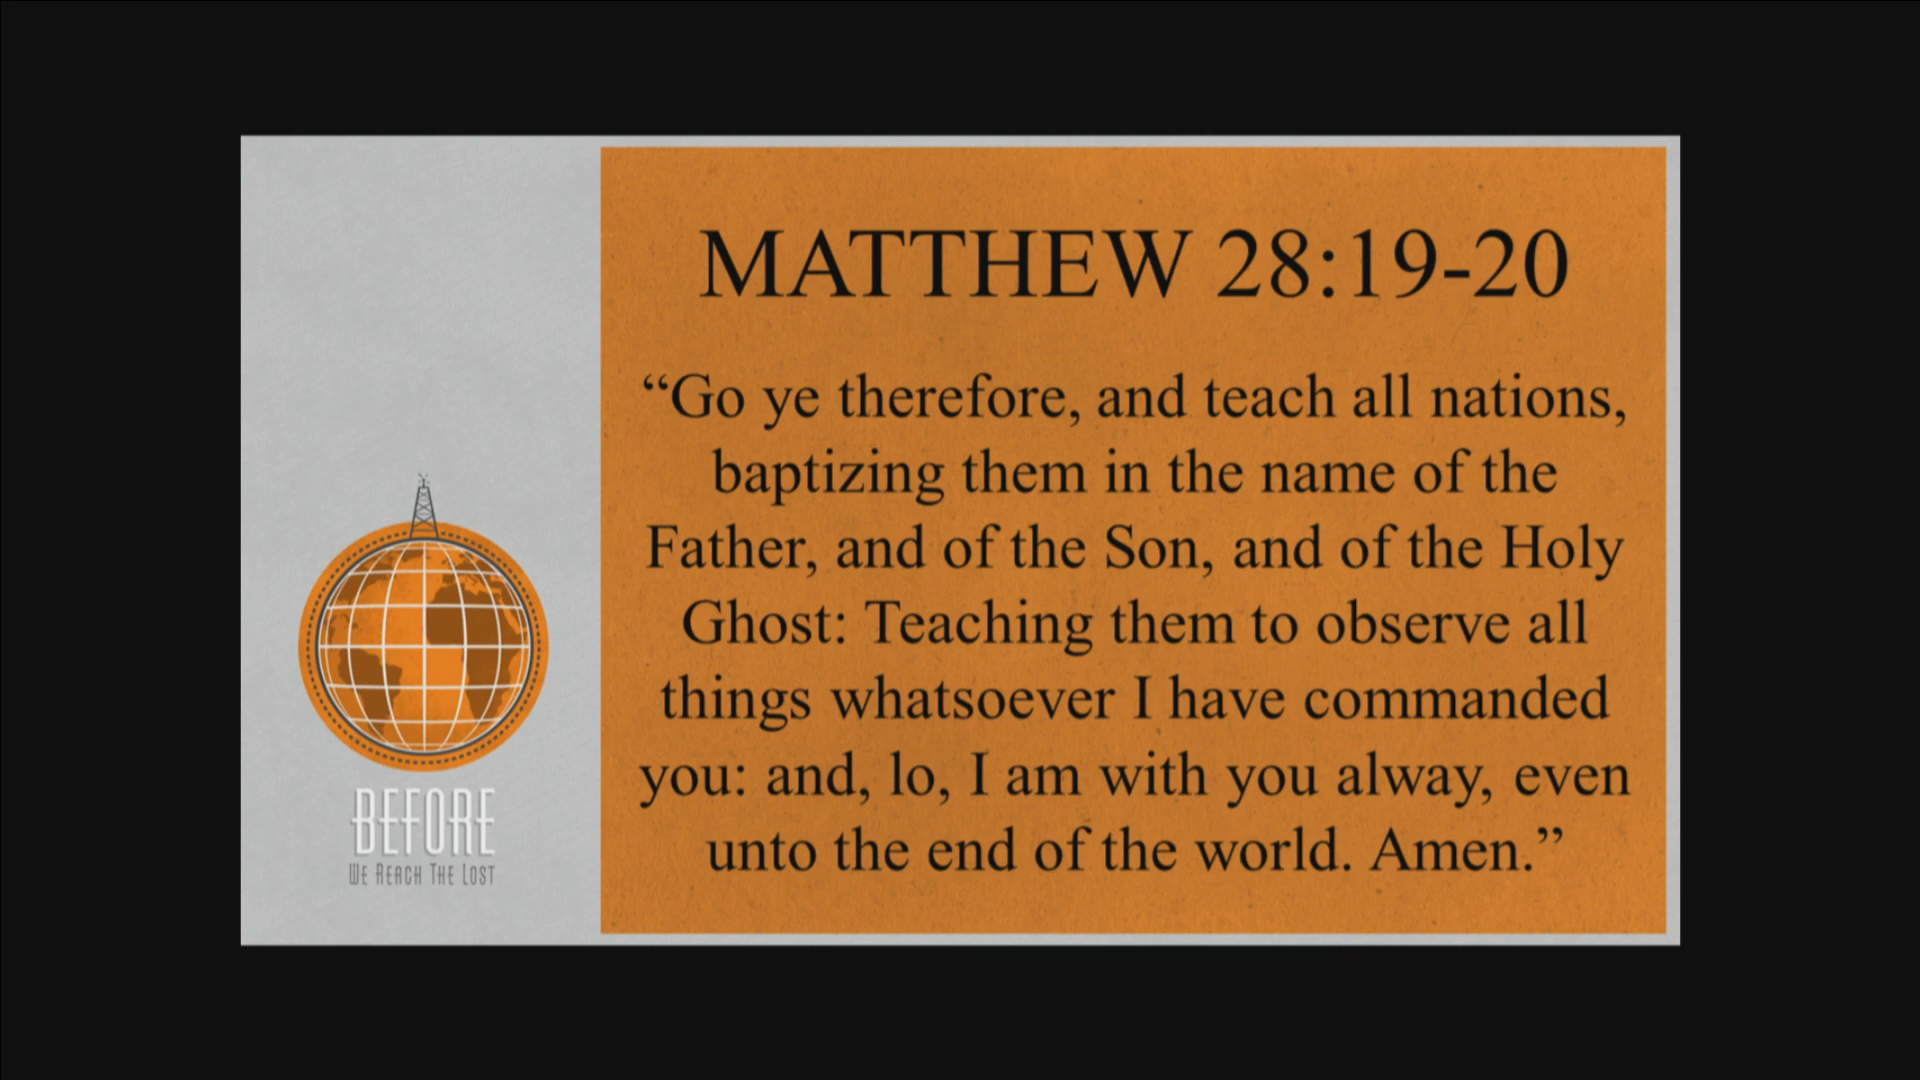 MATTHEW 28:19-20
“Go ye therefore, and teach all nations,
baptizing them in the name of the
Father, and of the Son, and of the Holy
Ghost: Teaching them to observe all
things whatsoever I have commanded
you: and, lo, I am with you alway, even
unto the end of the world. Amen.”
BEFORE
WE REACH THE LOST